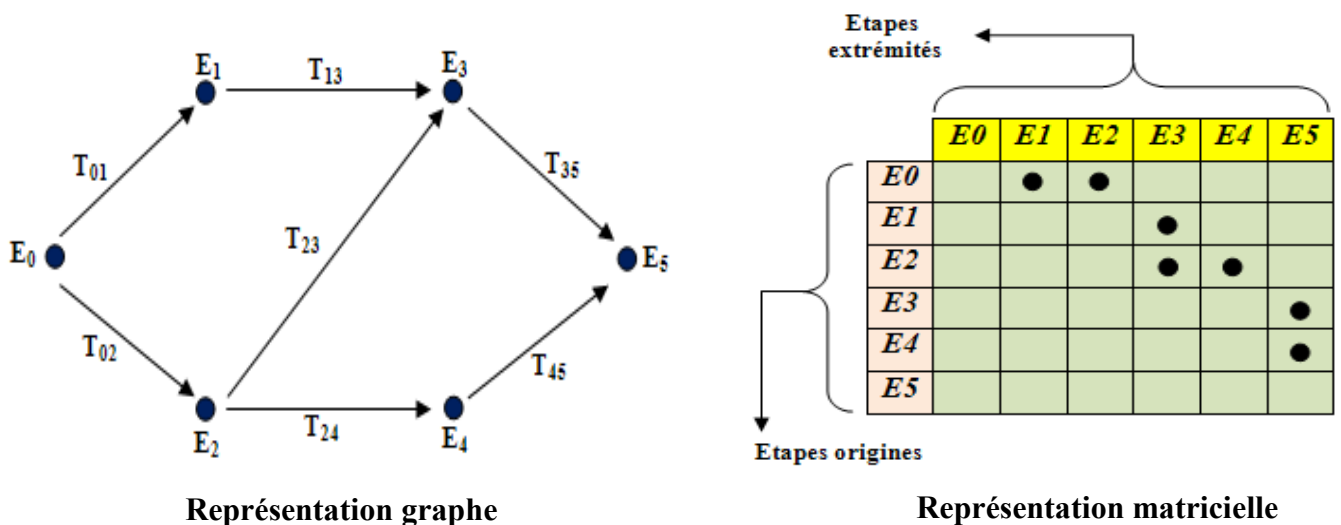 E₁
T₁₃
E₃
T₀₁
T₃₅
E₀
T₂₃
E₅
T₀₂
T₄₅
E₂
T₂₄
E₄
Représentation graphe
Etapes
extrémités
E0 E1 E2 E3 E4 E5
E0
E1
E2
E3
E4
E5
Etapes origines
Représentation matricielle